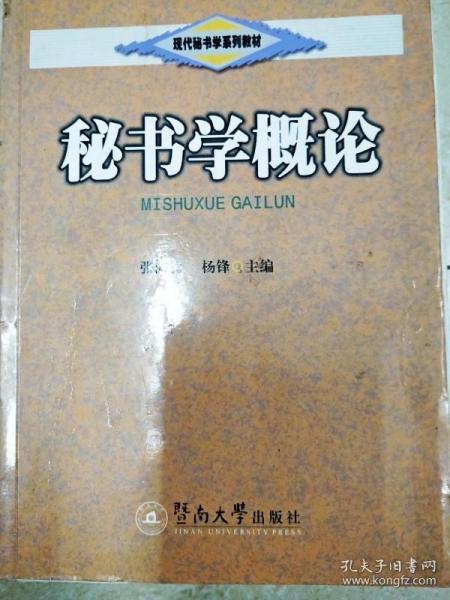 现代秘书学系列教材
秘书学概论
MISHUXUE GAILUN
张 杨锋 主编
暨南大学出版社
JINAN UNIVERSITY PRESS
孔夫子旧书网
www.kongfz.com